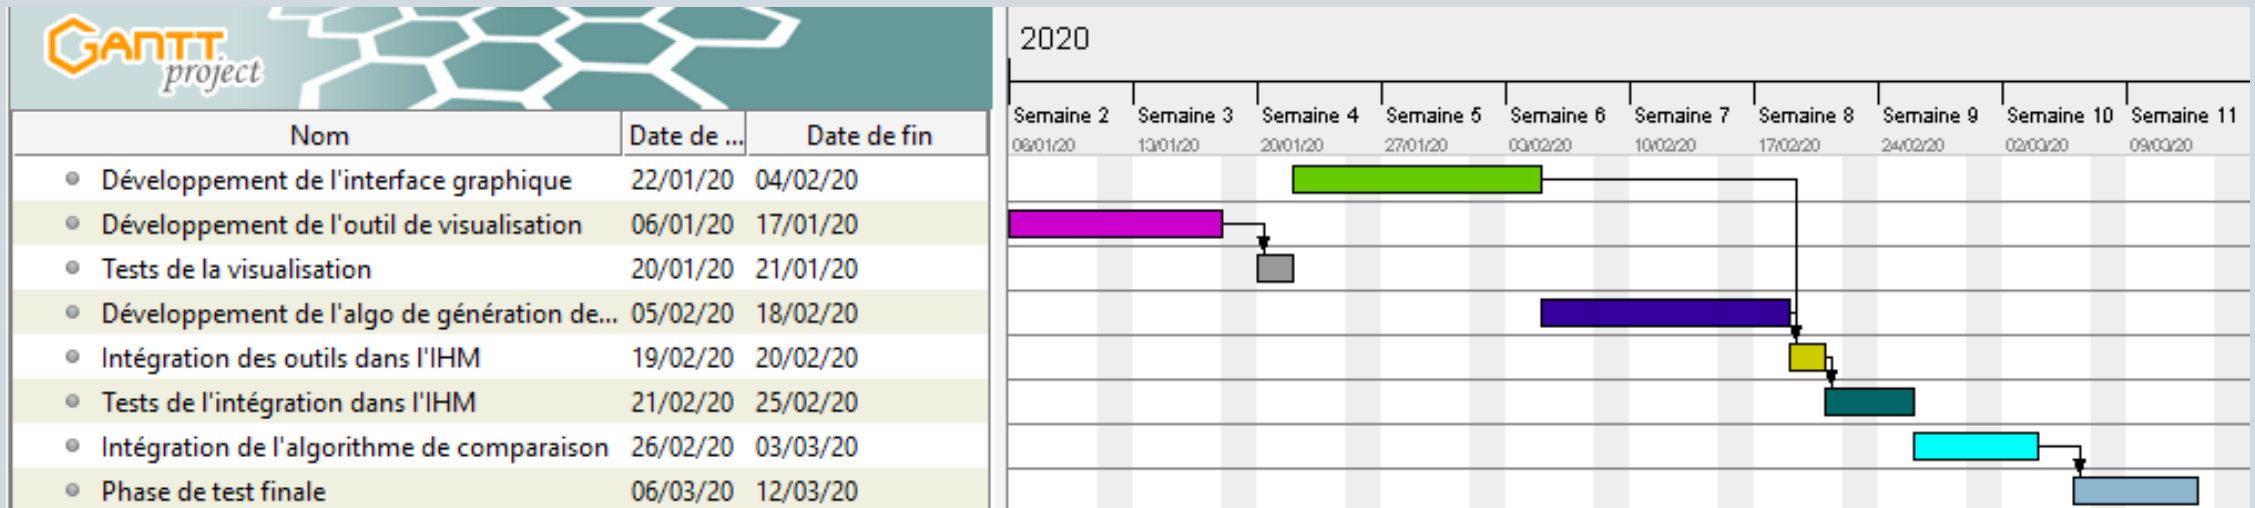 GANTT
project
2020
Semaine 2 Semaine 3 Semaine 4 Semaine 5 Semaine 6 Semaine 7 Semaine 8 Semaine 9 Semaine 10 Semaine 11
06/01/20 13/01/20 20/01/20 27/01/20 03/02/20 10/02/20 17/02/20 24/02/20 02/03/20 09/03/20
Nom Date de ... Date de fin
Développement de l'interface graphique 22/01/20 04/02/20
Développement de l'outil de visualisation 06/01/20 17/01/20
Tests de la visualisation 20/01/20 21/01/20
Développement de l'algo de génération de... 05/02/20 18/02/20
Intégration des outils dans l'IHM 19/02/20 20/02/20
Tests de l'intégration dans l'IHM 21/02/20 25/02/20
Intégration de l'algorithme de comparaison 26/02/20 03/03/20
Phase de test finale 06/03/20 12/03/20